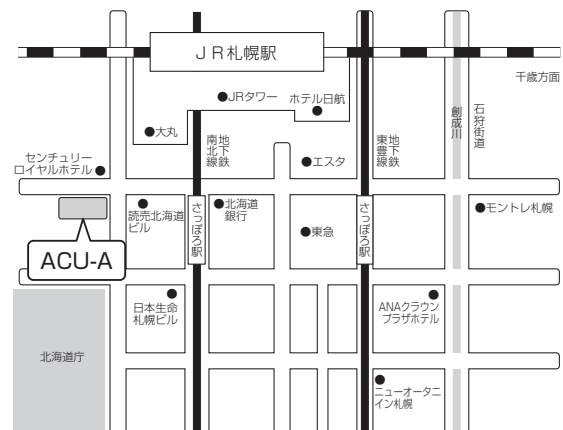 JR札幌駅
千歳方面
●JRタワー
ホテル日航
●大丸
地下鉄
南北線
地下鉄
東豊線
創成川
石狩街道
センチュリー
ロイヤルホテル●
●エスタ
読売北海道
ビル
さっぽろ駅
●北海道
銀行
●東急
さっぽろ駅
●モントレ札幌
ACU-A
日本生命
札幌ビル
ANAクラウン
プラザホテル
北海道庁
ニューオータニ
イン札幌